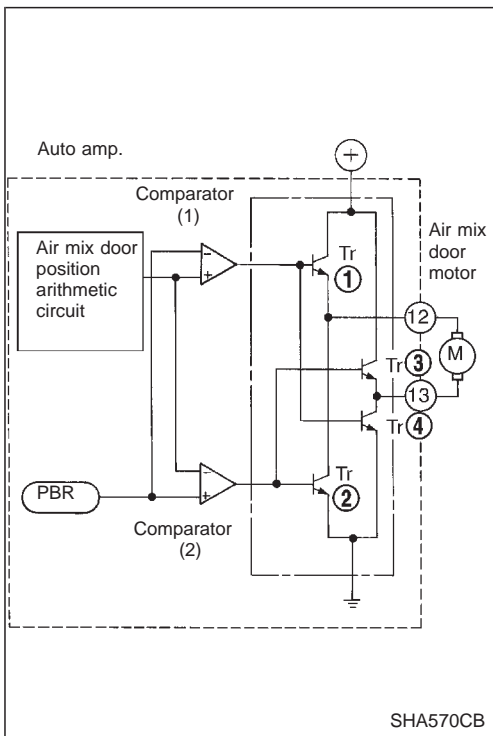 Auto amp.
+
Comparator
(1)
Air mix door
position
arithmetic
circuit
-
+
Tr
1
Air mix
door
motor
12
M
Tr 3
13
Tr 4
PBR
-
+
Tr
2
Comparator
(2)
SHA570CB